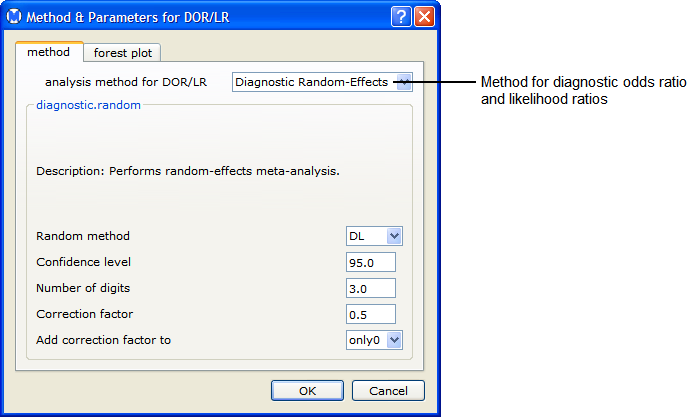 Method & Parameters for DOR/LR
method
forest plot
analysis method for DOR/LR
Diagnostic Random-Effects
Method for diagnostic odds ratio
and likelihood ratios
diagnostic.random
Description: Performs random-effects meta-analysis.
Random method
DL
Confidence level
95.0
Number of digits
3.0
Correction factor
0.5
Add correction factor to
only0
OK
Cancel